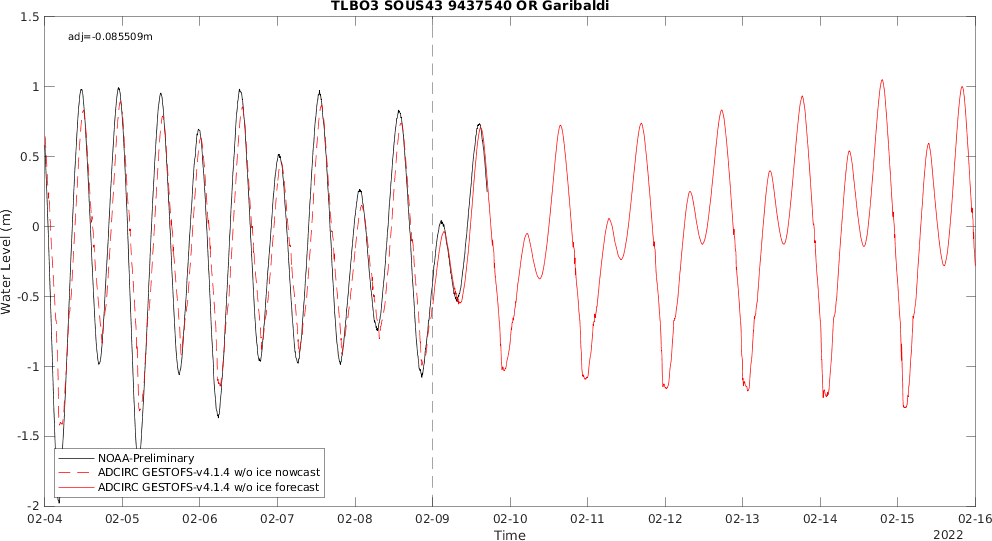 TLBO3 SOUS43 9437540 OR Garibaldi
adj=-0.085509m
1.5
1
0.5
0
-0.5
-1
-1.5
-2
Water Level (m)
NOAA-Preliminary
ADCIRC GESTOFS-v4.1.4 w/o ice nowcast
ADCIRC GESTOFS-v4.1.4 w/o ice forecast
02-04 02-05 02-06 02-07 02-08 02-09 02-10 02-11 02-12 02-13 02-14 02-15 02-16
Time
2022